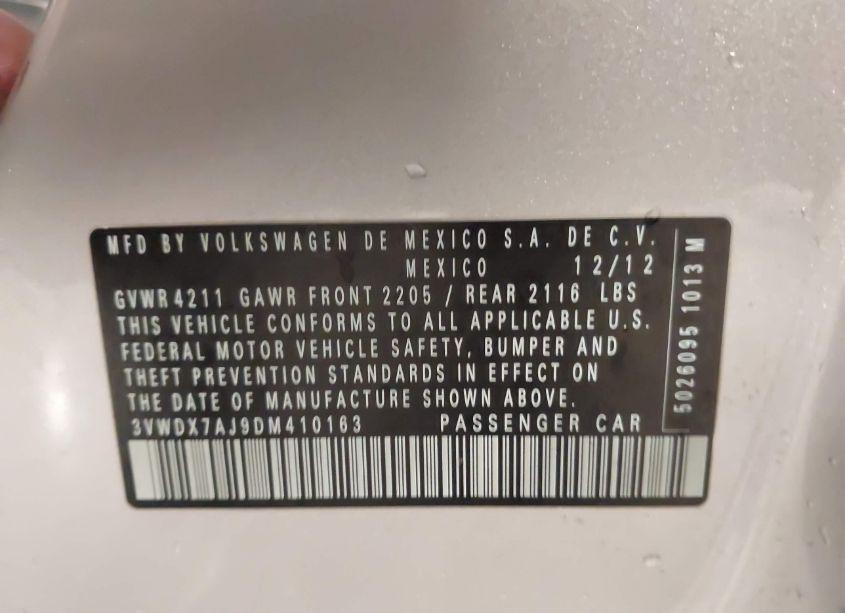 MFD BY VOLKSWAGEN DE MEXICO S.A. DE C.V.
MEXICO 12/12
GVWR 4211 GAWR FRONT 2205 / REAR 2116 LBS
THIS VEHICLE CONFORMS TO ALL APPLICABLE U.S.
FEDERAL MOTOR VEHICLE SAFETY, BUMPER AND
THEFT PREVENTION STANDARDS IN EFFECT ON
THE DATE OF MANUFACTURE SHOWN ABOVE.
3VWDX7AJ9DM410163 PASSENGER CAR
5026095 1013 M